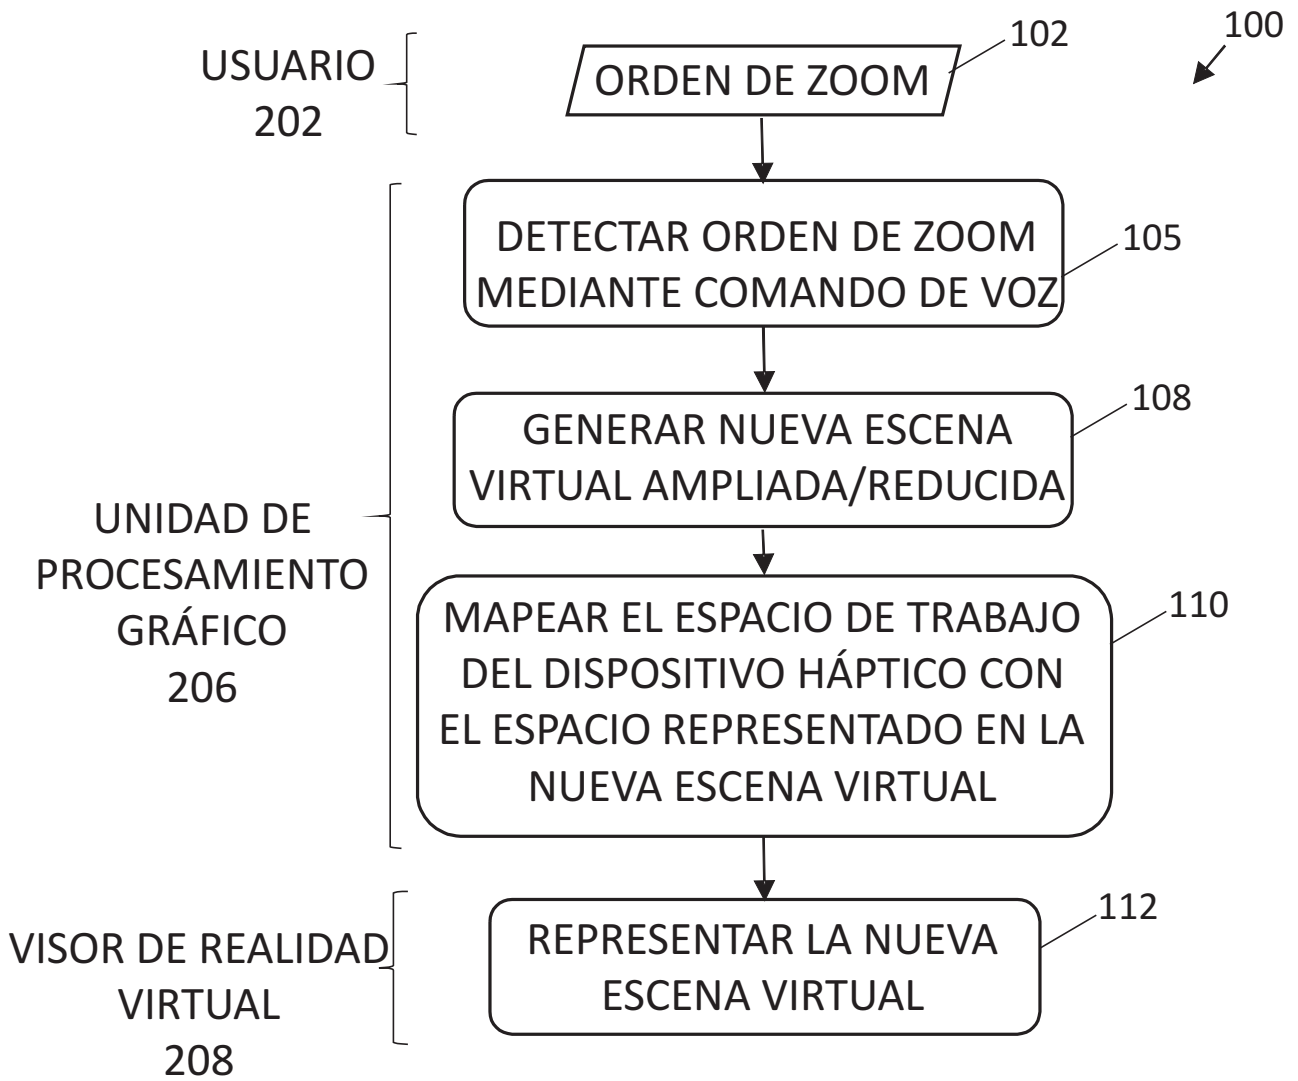 100
USUARIO
202
ORDEN DE ZOOM
102
DETECTAR ORDEN DE ZOOM
MEDIANTE COMANDO DE VOZ
105
GENERAR NUEVA ESCENA
VIRTUAL AMPLIADA/REDUCIDA
108
UNIDAD DE
PROCESAMIENTO
GRÁFICO
206
MAPEAR EL ESPACIO DE TRABAJO
DEL DISPOSITIVO HÁPTICO CON
EL ESPACIO REPRESENTADO EN LA
NUEVA ESCENA VIRTUAL
110
VISOR DE REALIDAD
VIRTUAL
208
REPRESENTAR LA NUEVA
ESCENA VIRTUAL
112